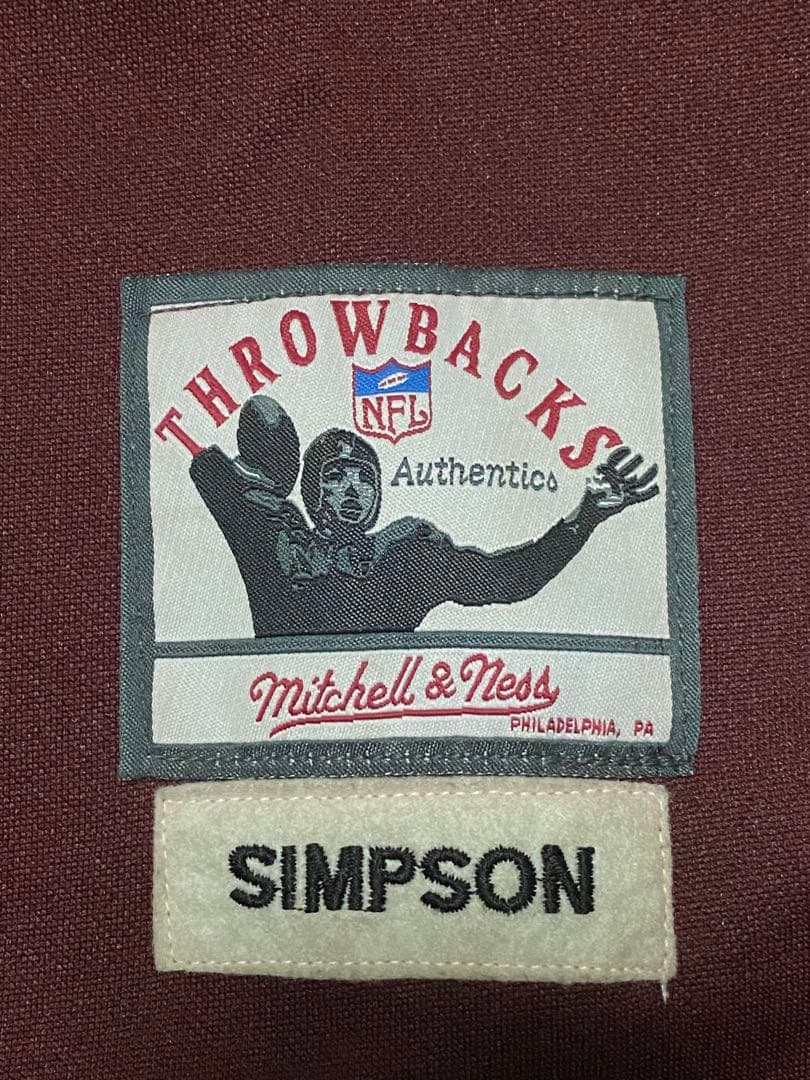 THROWBACKS
NFL
Authentics
Mitchell & Ness
PHILADELPHIA, PA
SIMPSON